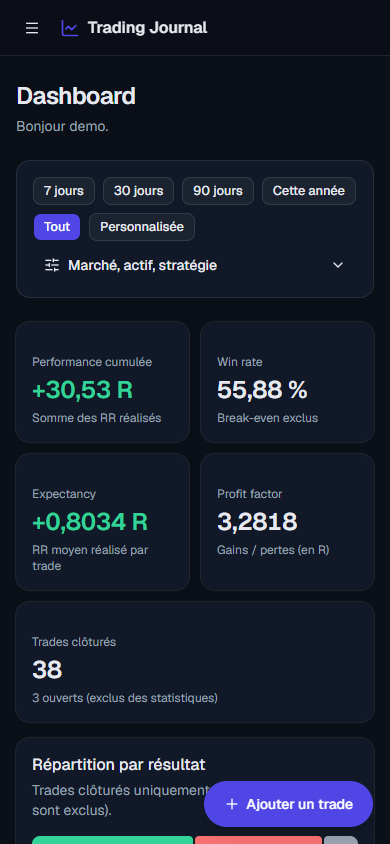 Trading Journal
Dashboard
Bonjour demo.
7 jours
30 jours
90 jours
Cette année
Tout
Personnalisée
Marché, actif, stratégie
Performance cumulée
+30,53 R
Somme des RR réalisés
Win rate
55,88 %
Break-even exclus
Expectancy
+0,8034 R
RR moyen réalisé par
trade
Profit factor
3,2818
Gains / pertes (en R)
Trades clôturés
38
3 ouverts (exclus des statistiques)
Répartition par résultat
Trades clôturés uniquement
sont exclus).
Ajouter un trade